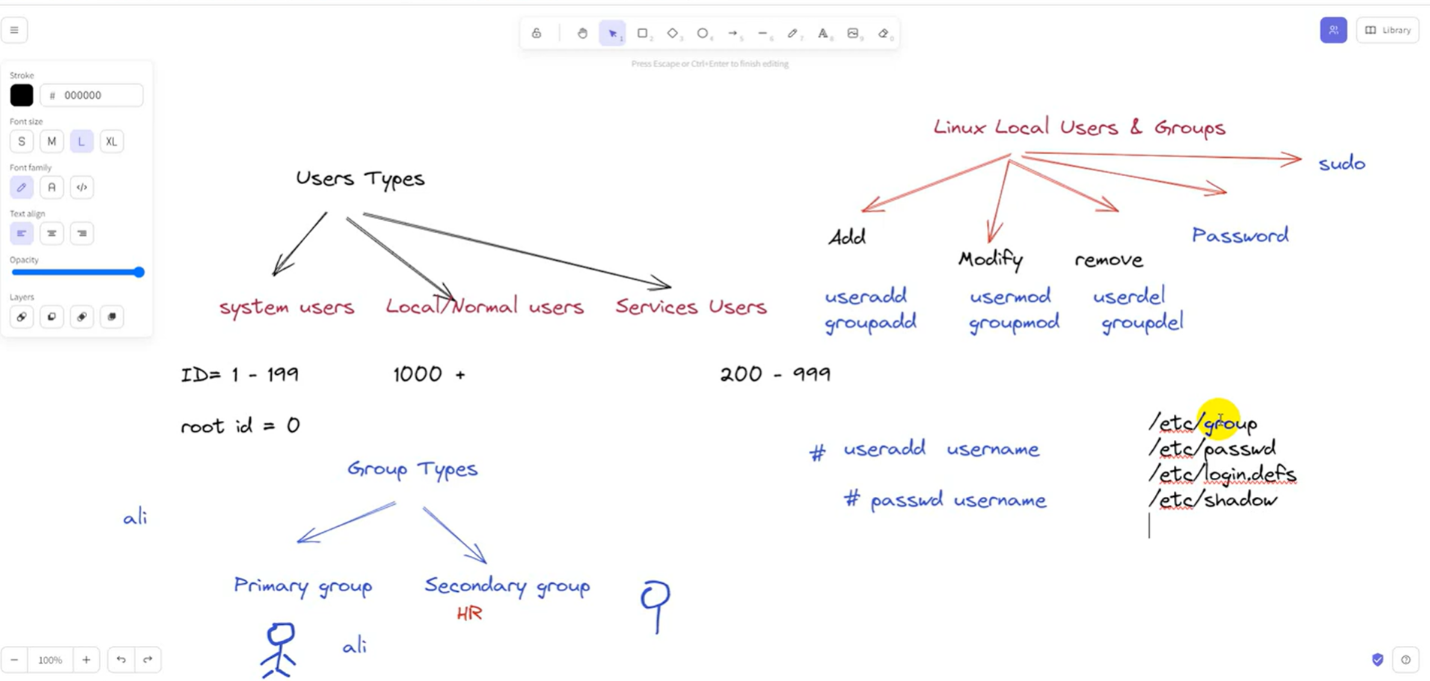 Library
Press Escape or Ctrl+Enter to finish editing
Stroke
# 000000
Font size
S M L XL
Font family
A </>
Text align
Opacity
Layers
Users Types
system users Local/Normal users Services Users
ID= 1 - 199 1000 + 200 - 999
root id = 0
Group Types
ali
Primary group Secondary group
HR
ali
Linux Local Users & Groups
sudo
Add Password
Modify remove
useradd usermod userdel
groupadd groupmod groupdel
# useradd username
# passwd username
/etc/group
/etc/passwd
/etc/login.defs
/etc/shadow
- 100% +